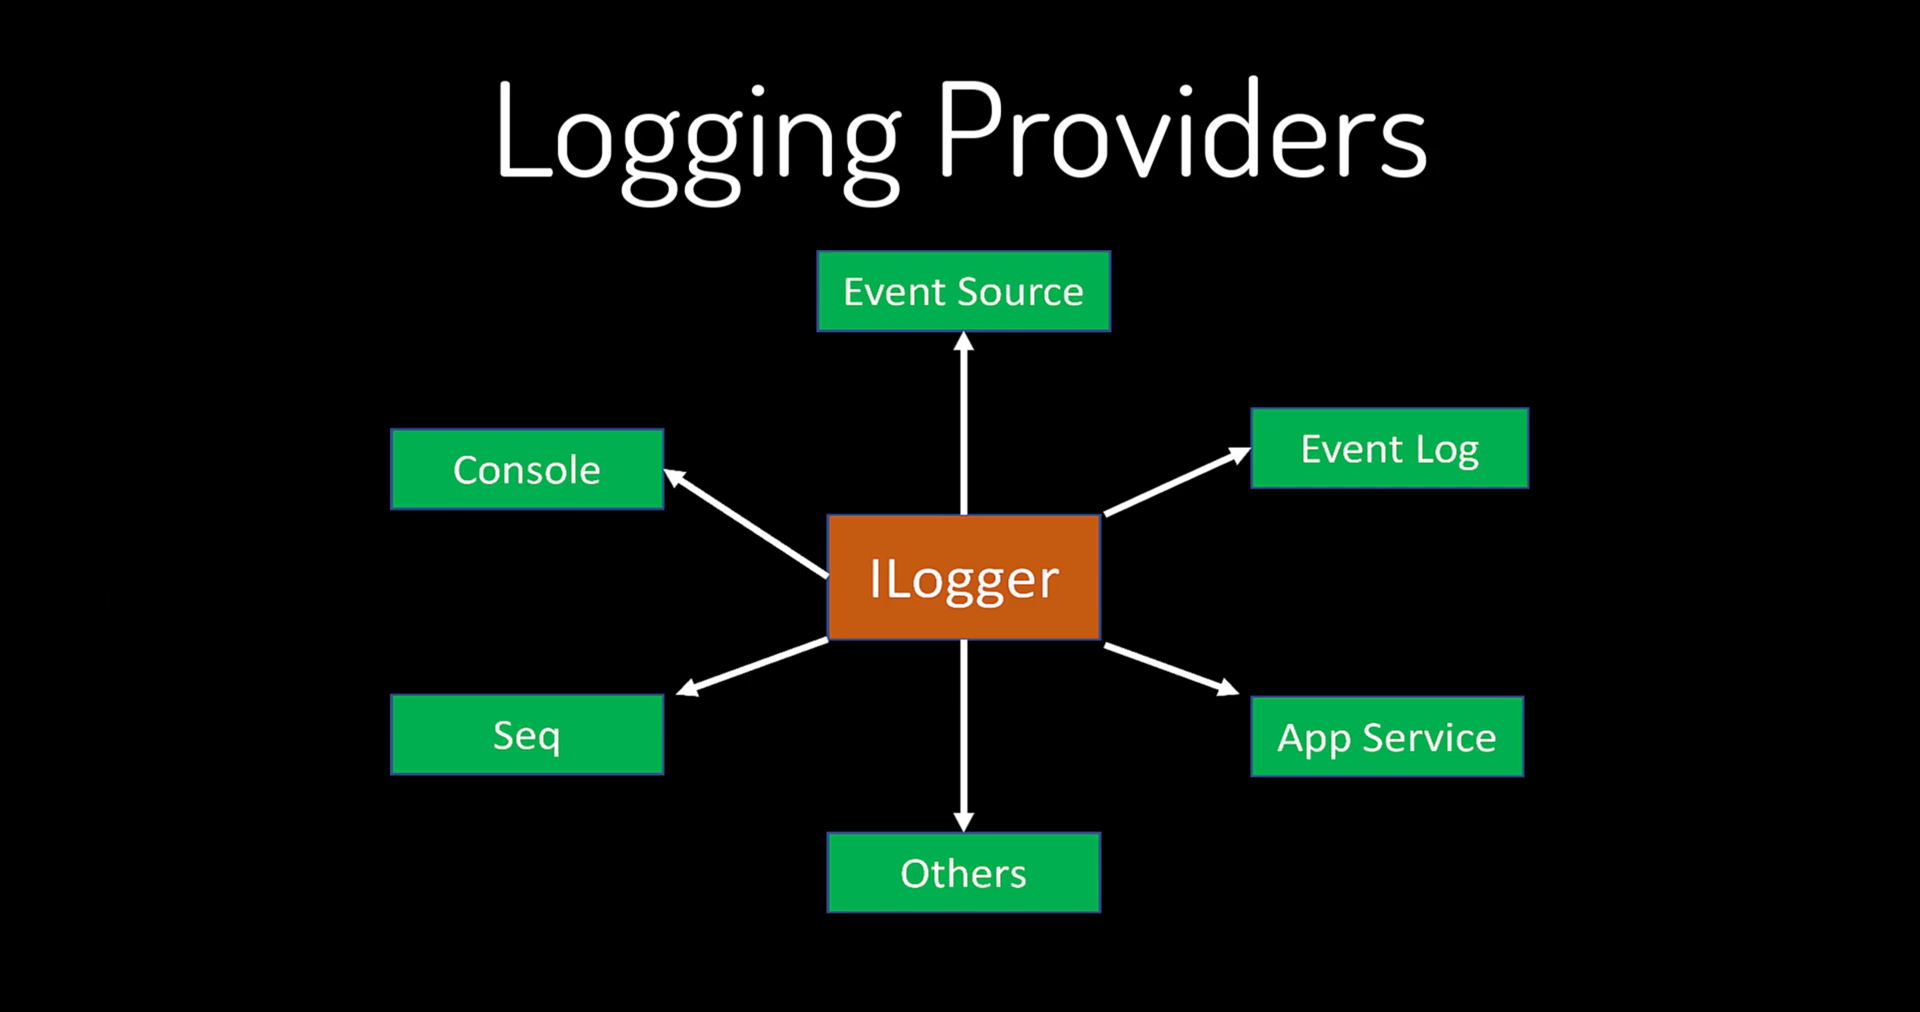 Logging Providers
Event Source
Event Log
Console
ILogger
Seq
App Service
Others